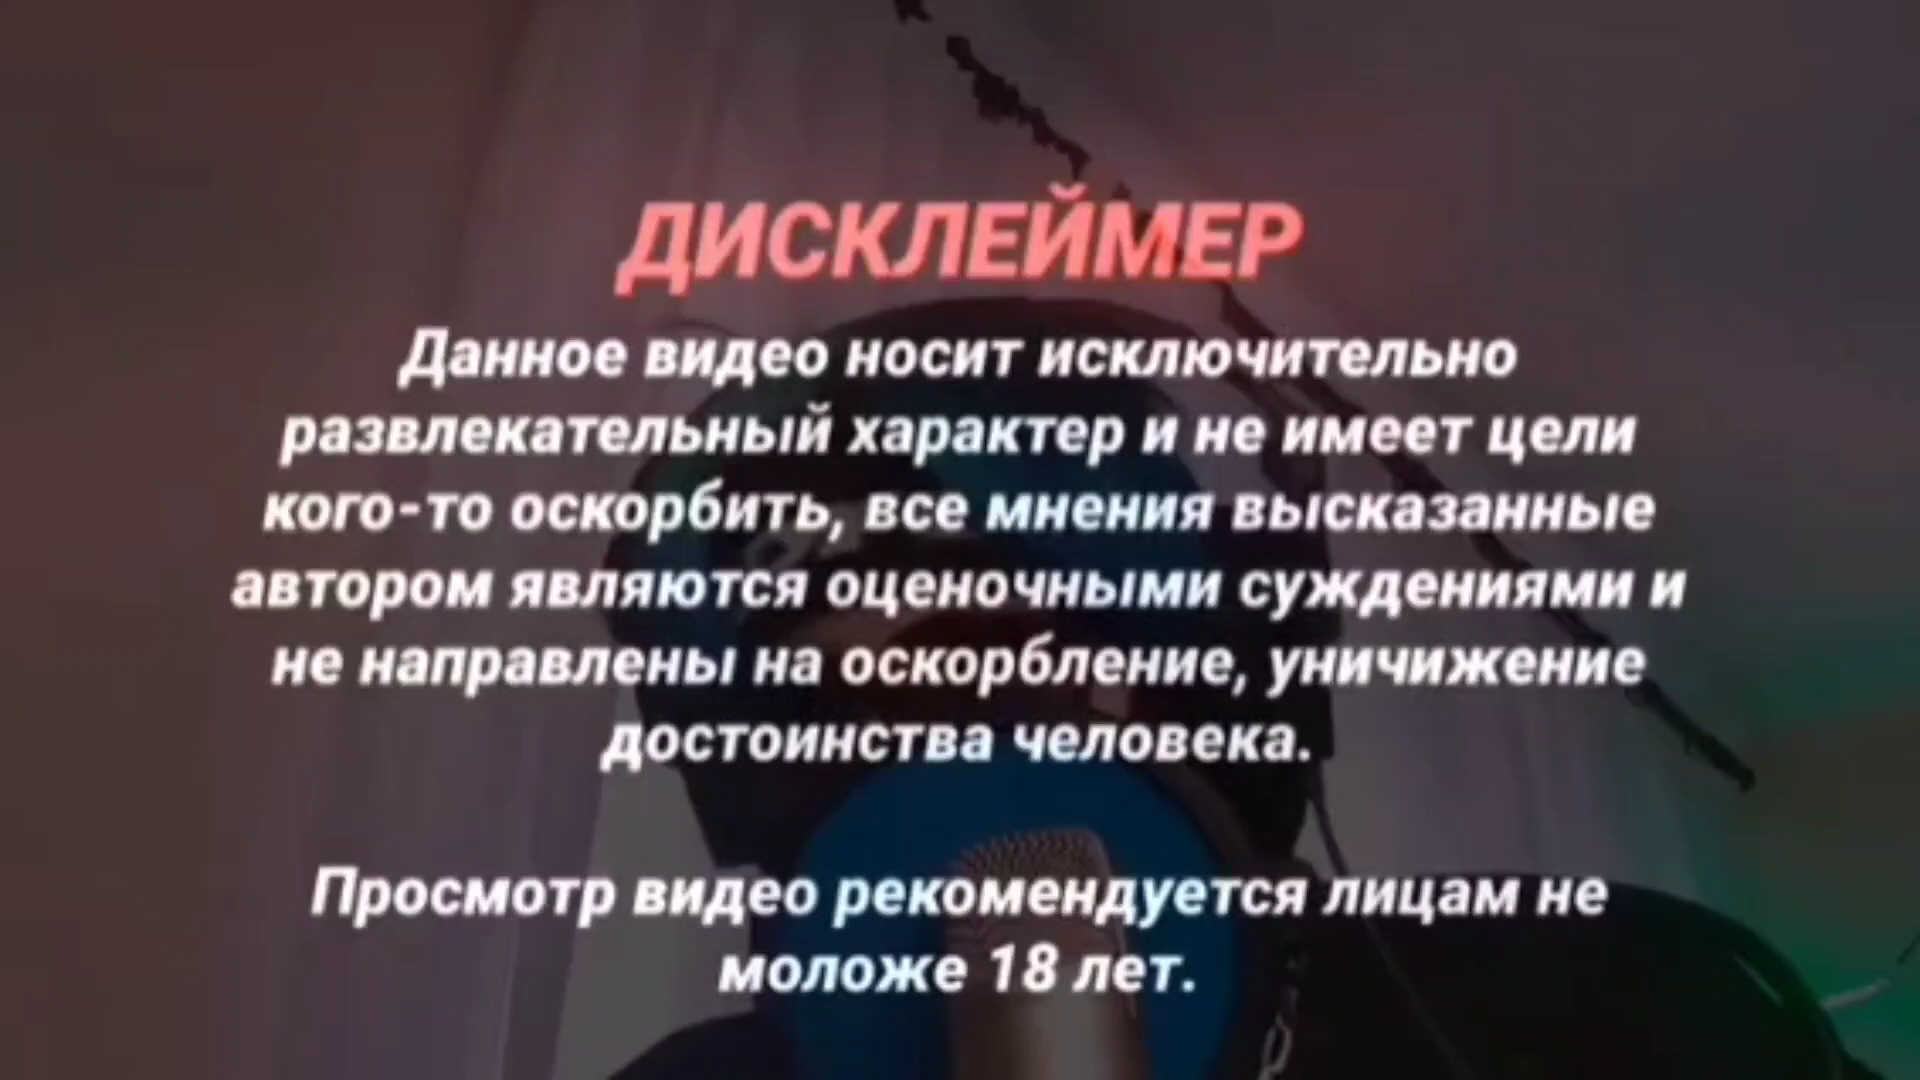 ДИСКЛЕЙМЕР
Данное видео носит исключительно
развлекательный характер и не имеет цели
кого-то оскорбить, все мнения высказанные
автором являются оценочными суждениями и
не направлены на оскорбление, уничижение
достоинства человека.
Просмотр видео рекомендуется лицам не
моложе 18 лет.